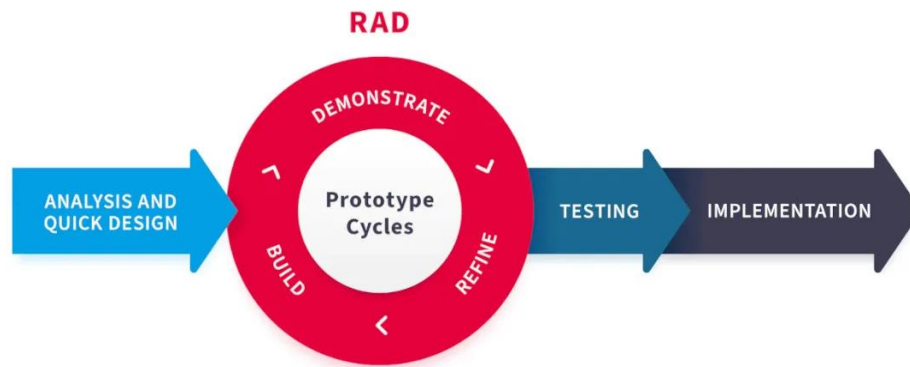 RAD
DEMONSTRATE
ANALYSIS AND
QUICK DESIGN
Prototype
Cycles
BUILD
REFINE
TESTING
IMPLEMENTATION